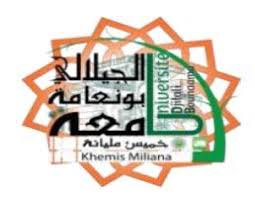 الجيلالي
بونعامة
جامعة
خميس مليانة
Khemis Miliana
Université
Djilali
Bounaama